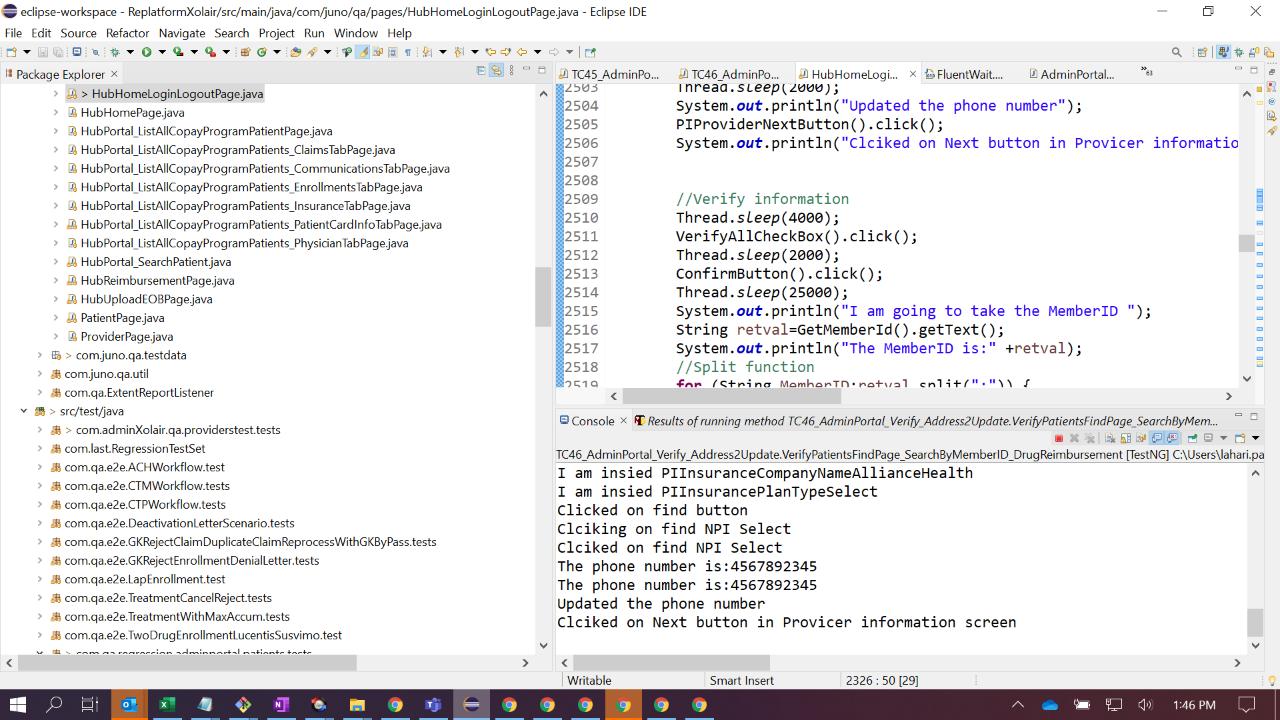 eclipse-workspace - ReplatformXolair/src/main/java/com/juno/qa/pages/HubHomeLoginLogoutPage.java - Eclipse IDE
File Edit Source Refactor Navigate Search Project Run Window Help
Package Explorer
> HubHomeLoginLogoutPage.java
HubHomePage.java
HubPortal_ListAllCopayProgramPatientPage.java
HubPortal_ListAllCopayProgramPatients_ClaimsTabPage.java
HubPortal_ListAllCopayProgramPatients_CommunicationsTabPage.java
HubPortal_ListAllCopayProgramPatients_EnrollmentsTabPage.java
HubPortal_ListAllCopayProgramPatients_InsuranceTabPage.java
HubPortal_ListAllCopayProgramPatients_PatientCardInfoTabPage.java
HubPortal_ListAllCopayProgramPatients_PhysicianTabPage.java
HubPortal_SearchPatient.java
HubReimbursementPage.java
HubUploadEOBPage.java
PatientPage.java
ProviderPage.java
> com.juno.qa.testdata
com.juno.qa.util
com.qa.ExtentReportListener
> src/test/java
> com.adminXolair.qa.providerstest.tests
com.last.RegressionTestSet
com.qa.e2e.ACHWorkflow.test
com.qa.e2e.CTMWorkflow.tests
com.qa.e2e.CTPWorkflow.tests
com.qa.e2e.DeactivationLetterScenario.tests
com.qa.e2e.GKRejectClaimDuplicateClaimReprocessWithGKByPass.tests
com.qa.e2e.GKRejectEnrollmentDenialLetter.tests
com.qa.e2e.LapEnrollment.test
com.qa.e2e.TreatmentCancelReject.tests
com.qa.e2e.TreatmentWithMaxAccum.tests
com.qa.e2e.TwoDrugEnrollmentLucentisSusvimo.test
> com.qa.regression.adminportal.patients.tests
TC45_AdminPo... TC46_AdminPo... HubHomeLogi... FluentWait.... AdminPortal... »63
2503 Thread.sleep(2000);
2504 System.out.println("Updated the phone number");
2505 PIProviderNextButton().click();
2506 System.out.println("Clciked on Next button in Provicer informatio
2507
2508
2509 //Verify information
2510 Thread.sleep(4000);
2511 VerifyAllCheckBox().click();
2512 Thread.sleep(2000);
2513 ConfirmButton().click();
2514 Thread.sleep(25000);
2515 System.out.println("I am going to take the MemberID ");
2516 String retval=GetMemberId().getText();
2517 System.out.println("The MemberID is:" +retval);
2518 //Split function
2519 for (String MemberID:retval.split(":")) {
Console Results of running method TC46_AdminPortal_Verify_Address2Update.VerifyPatientsFindPage_SearchByMem...
TC46_AdminPortal_Verify_Address2Update.VerifyPatientsFindPage_SearchByMemberID_DrugReimbursement [TestNG] C:\Users\lahari.pa
I am insied PIInsuranceCompanyNameAllianceHealth
I am insied PIInsurancePlanTypeSelect
Clicked on find button
Clciking on find NPI Select
Clciked on find NPI Select
The phone number is:4567892345
The phone number is:4567892345
Updated the phone number
Clciked on Next button in Provicer information screen
Writable Smart Insert 2326 : 50 [29]
1:46 PM